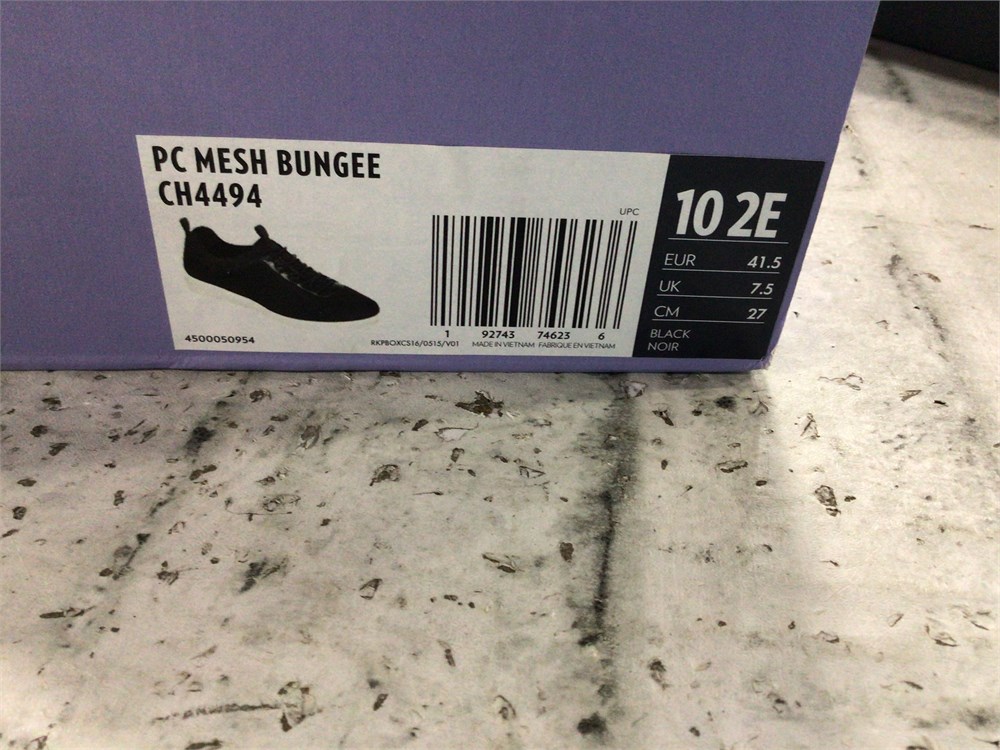 PC MESH BUNGEE
CH4494
4500050954
UPC
1 92743 74623 6
RKPBOXCS16/0515/V01 MADE IN VIETNAM FABRIQUE EN VIETNAM
10 2E
EUR 41.5
UK 7.5
CM 27
BLACK
NOIR